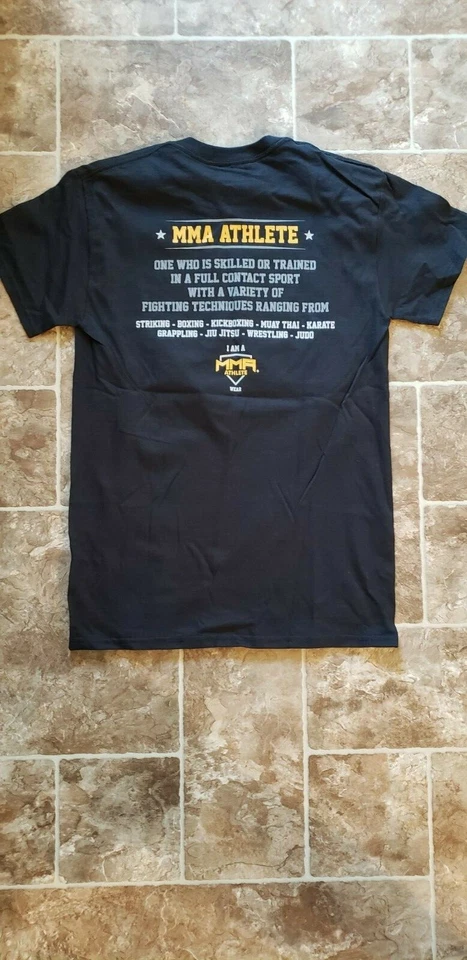 MMA ATHLETE
ONE WHO IS SKILLED OR TRAINED
IN A FULL CONTACT SPORT
WITH A VARIETY OF
FIGHTING TECHNIQUES RANGING FROM
STRIKING - BOXING - KICKBOXING - MUAY THAI - KARATE
GRAPPLING - JIU JITSU - WRESTLING - JUDO
I AM A
MMA
ATHLETE
WEAR